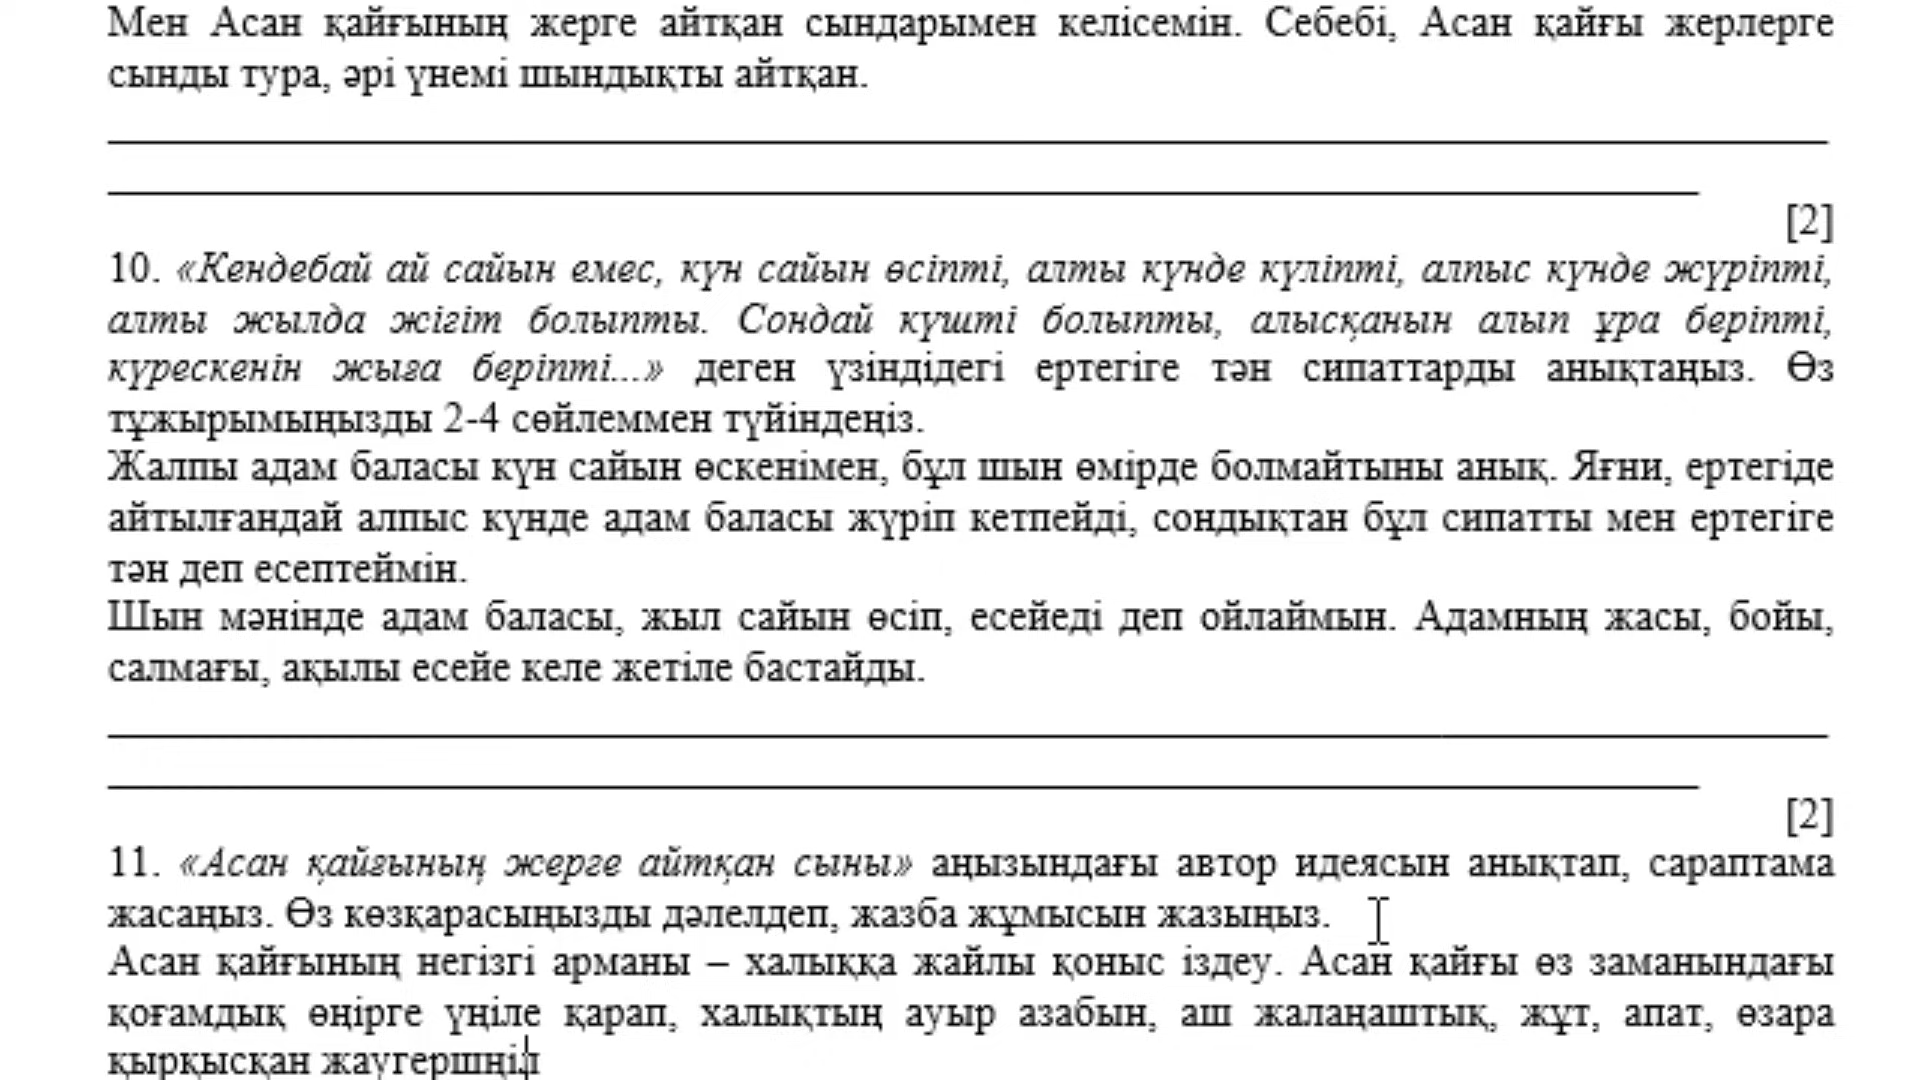 Мен Асан қайғының жерге айтқан сындарымен келісемін. Себебі, Асан қайғы жерлерге
сынды тура, әрі үнемі шындықты айтқан.
[2]
10. «Кендебай ай сайын емес, күн сайын өсіпті, алты күнде күліпті, алпыс күнде жүріпті,
алты жылда жігіт болыпты. Сондай күшті болыпты, алысқанын алып ұра беріпті,
күрескенін жыға беріпті...» деген үзіндідегі ертегіге тән сипаттарды анықтаңыз. Өз
тұжырымыңызды 2-4 сөйлеммен түйіндеңіз.
Жалпы адам баласы күн сайын өскенімен, бұл шын өмірде болмайтыны анық. Яғни, ертегіде
айтылғандай алпыс күнде адам баласы жүріп кетпейді, сондықтан бұл сипатты мен ертегіге
тән деп есептеймін.
Шын мәнінде адам баласы, жыл сайын өсіп, есейеді деп ойлаймын. Адамның жасы, бойы,
салмағы, ақылы есейе келе жетіле бастайды.
[2]
11. «Асан қайғының жерге айтқан сыны» аңызындағы автор идеясын анықтап, сараптама
жасаңыз. Өз көзқарасыңызды дәлелдеп, жазба жұмысын жазыңыз.
Асан қайғының негізгі арманы – халыққа жайлы қоныс іздеу. Асан қайғы өз заманындағы
қоғамдық өңірге үңіле қарап, халықтың ауыр азабын, аш жалаңаштық, жұт, апат, өзара
қырқысқан